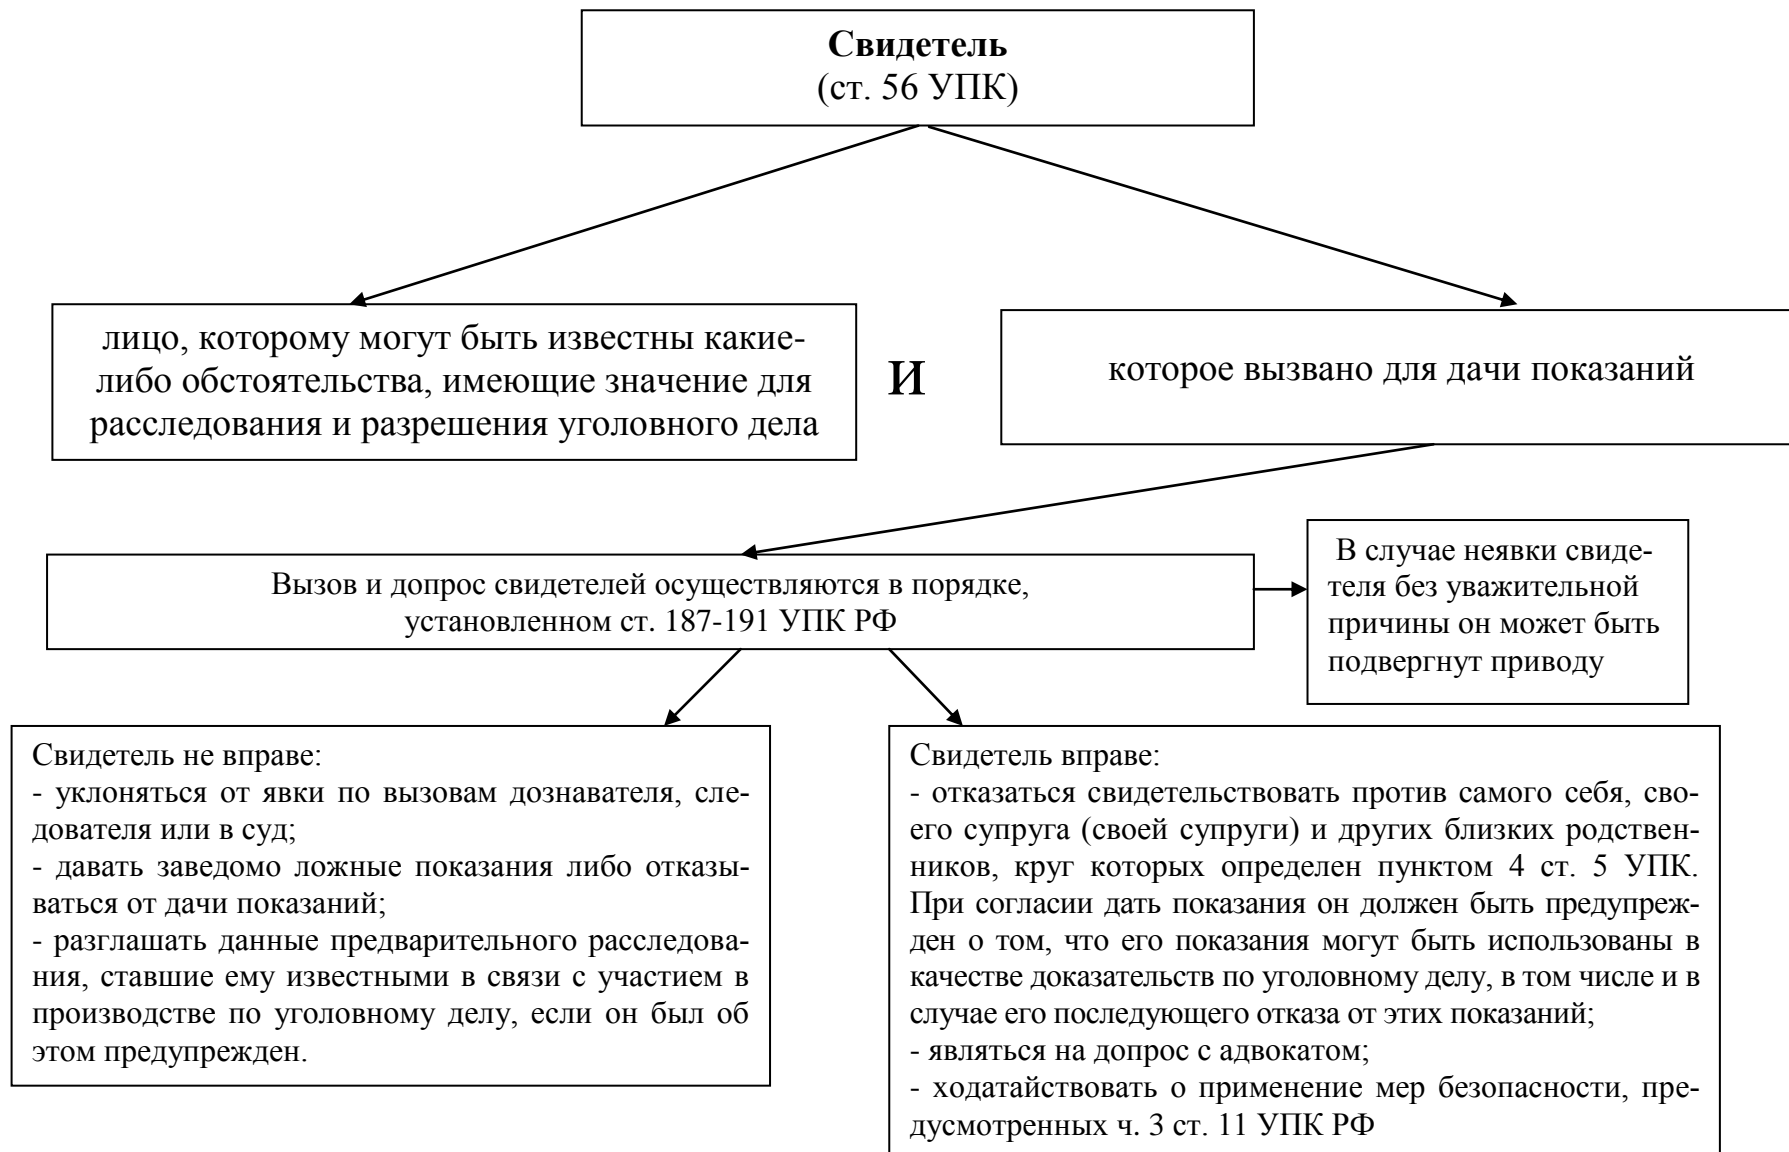 Свидетель
(ст. 56 УПК)
лицо, которому могут быть известны какие-
либо обстоятельства, имеющие значение для
расследования и разрешения уголовного дела
и
которое вызвано для дачи показаний
Вызов и допрос свидетелей осуществляются в порядке,
установленном ст. 187-191 УПК РФ
В случае неявки свиде-
теля без уважительной
причины он может быть
подвергнут приводу
Свидетель не вправе:
- уклоняться от явки по вызовам дознавателя, сле-
дователя или в суд;
- давать заведомо ложные показания либо отказы-
ваться от дачи показаний;
- разглашать данные предварительного расследова-
ния, ставшие ему известными в связи с участием в
производстве по уголовному делу, если он был об
этом предупрежден.
Свидетель вправе:
- отказаться свидетельствовать против самого себя, сво-
его супруга (своей супруги) и других близких родствен-
ников, круг которых определен пунктом 4 ст. 5 УПК.
При согласии дать показания он должен быть предупреж-
ден о том, что его показания могут быть использованы в
качестве доказательств по уголовному делу, в том числе и в
случае его последующего отказа от этих показаний;
- являться на допрос с адвокатом;
- ходатайствовать о применение мер безопасности, пре-
дусмотренных ч. 3 ст. 11 УПК РФ